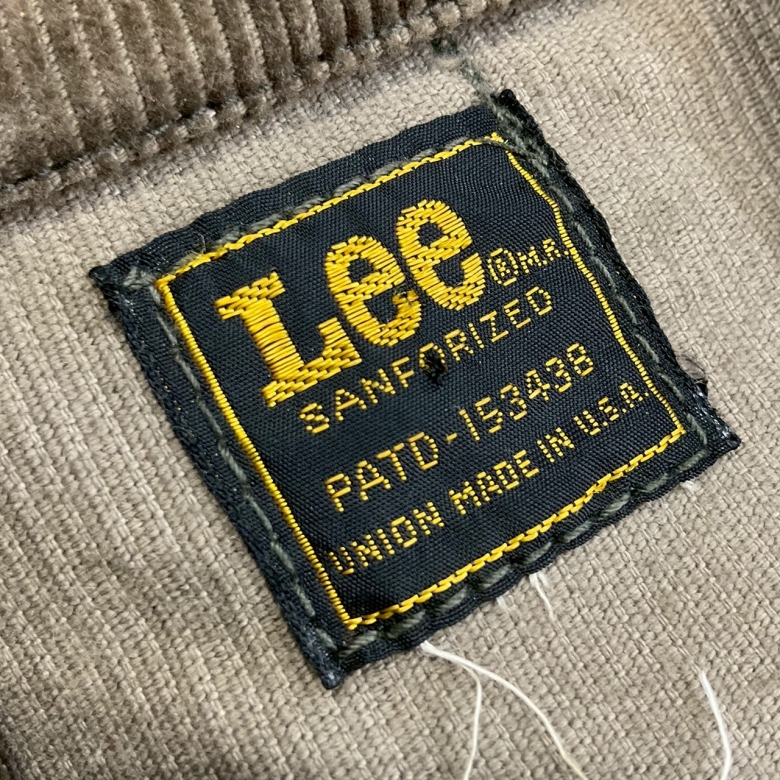 Lee ® M.R.
SANFORIZED
PATD-153438
UNION MADE IN U.S.A.